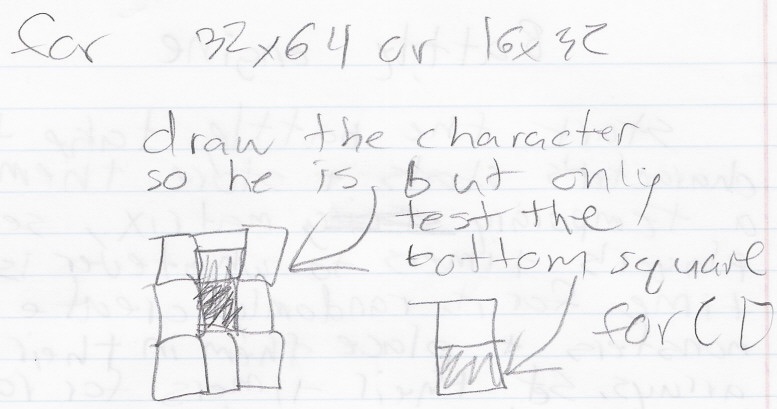 for 32x64 or 16x32
draw the character
so he is, but only
test the
bottom square
for CD